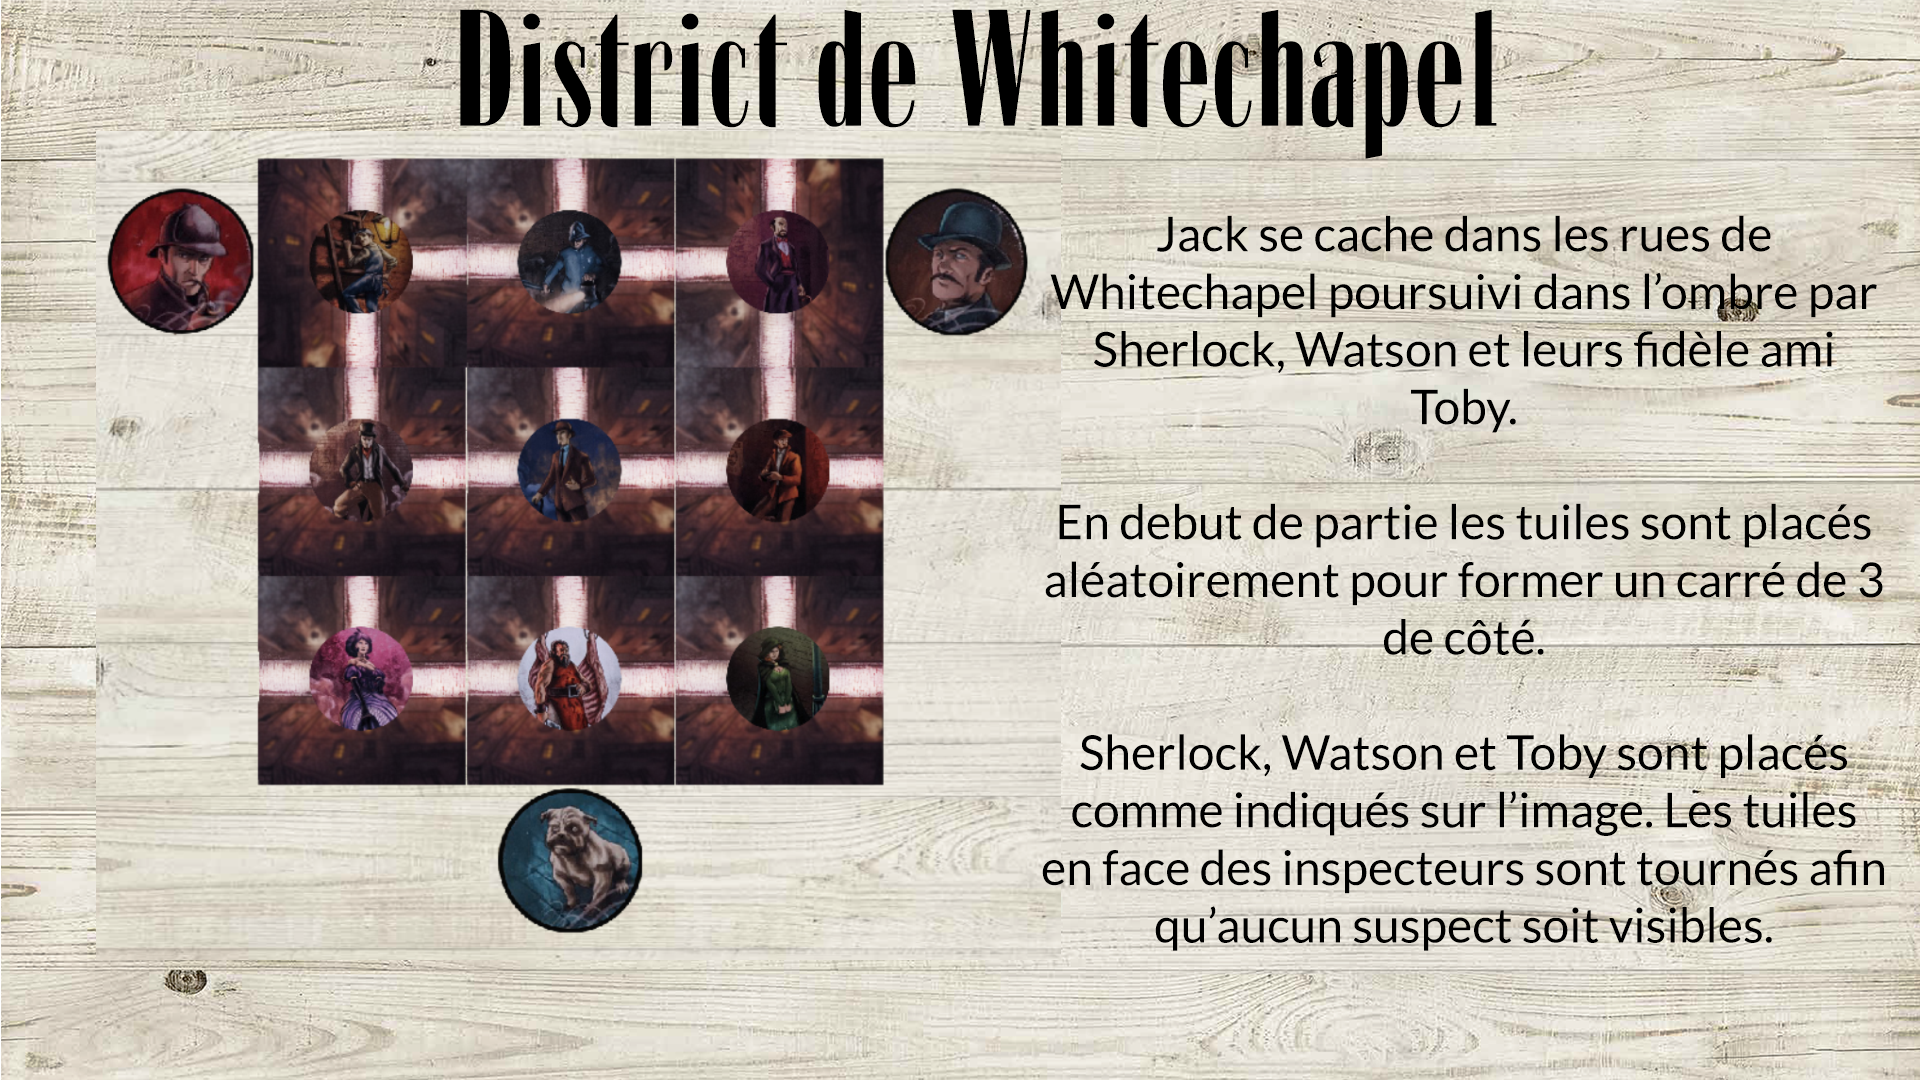 District de Whitechapel
Jack se cache dans les rues de
Whitechapel poursuivi dans l’ombre par
Sherlock, Watson et leurs fidèle ami
Toby.
En debut de partie les tuiles sont placés
aléatoirement pour former un carré de 3
de côté.
Sherlock, Watson et Toby sont placés
comme indiqués sur l’image. Les tuiles
en face des inspecteurs sont tournés afin
qu’aucun suspect soit visibles.